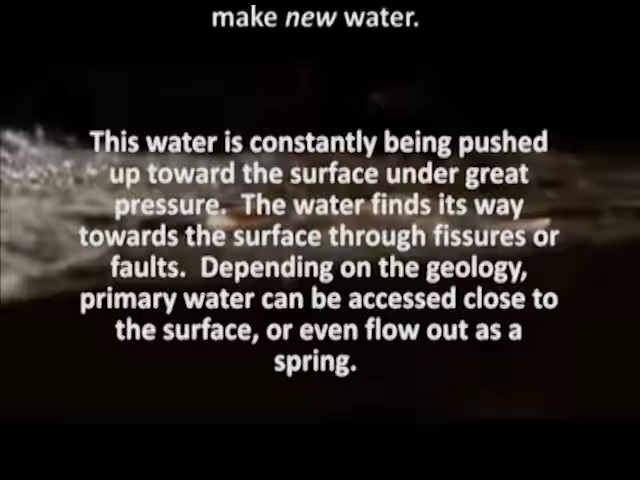 make new water.
This water is constantly being pushed
up toward the surface under great
pressure.  The water finds its way
towards the surface through fissures or
faults.  Depending on the geology,
primary water can be accessed close to
the surface, or even flow out as a
spring.